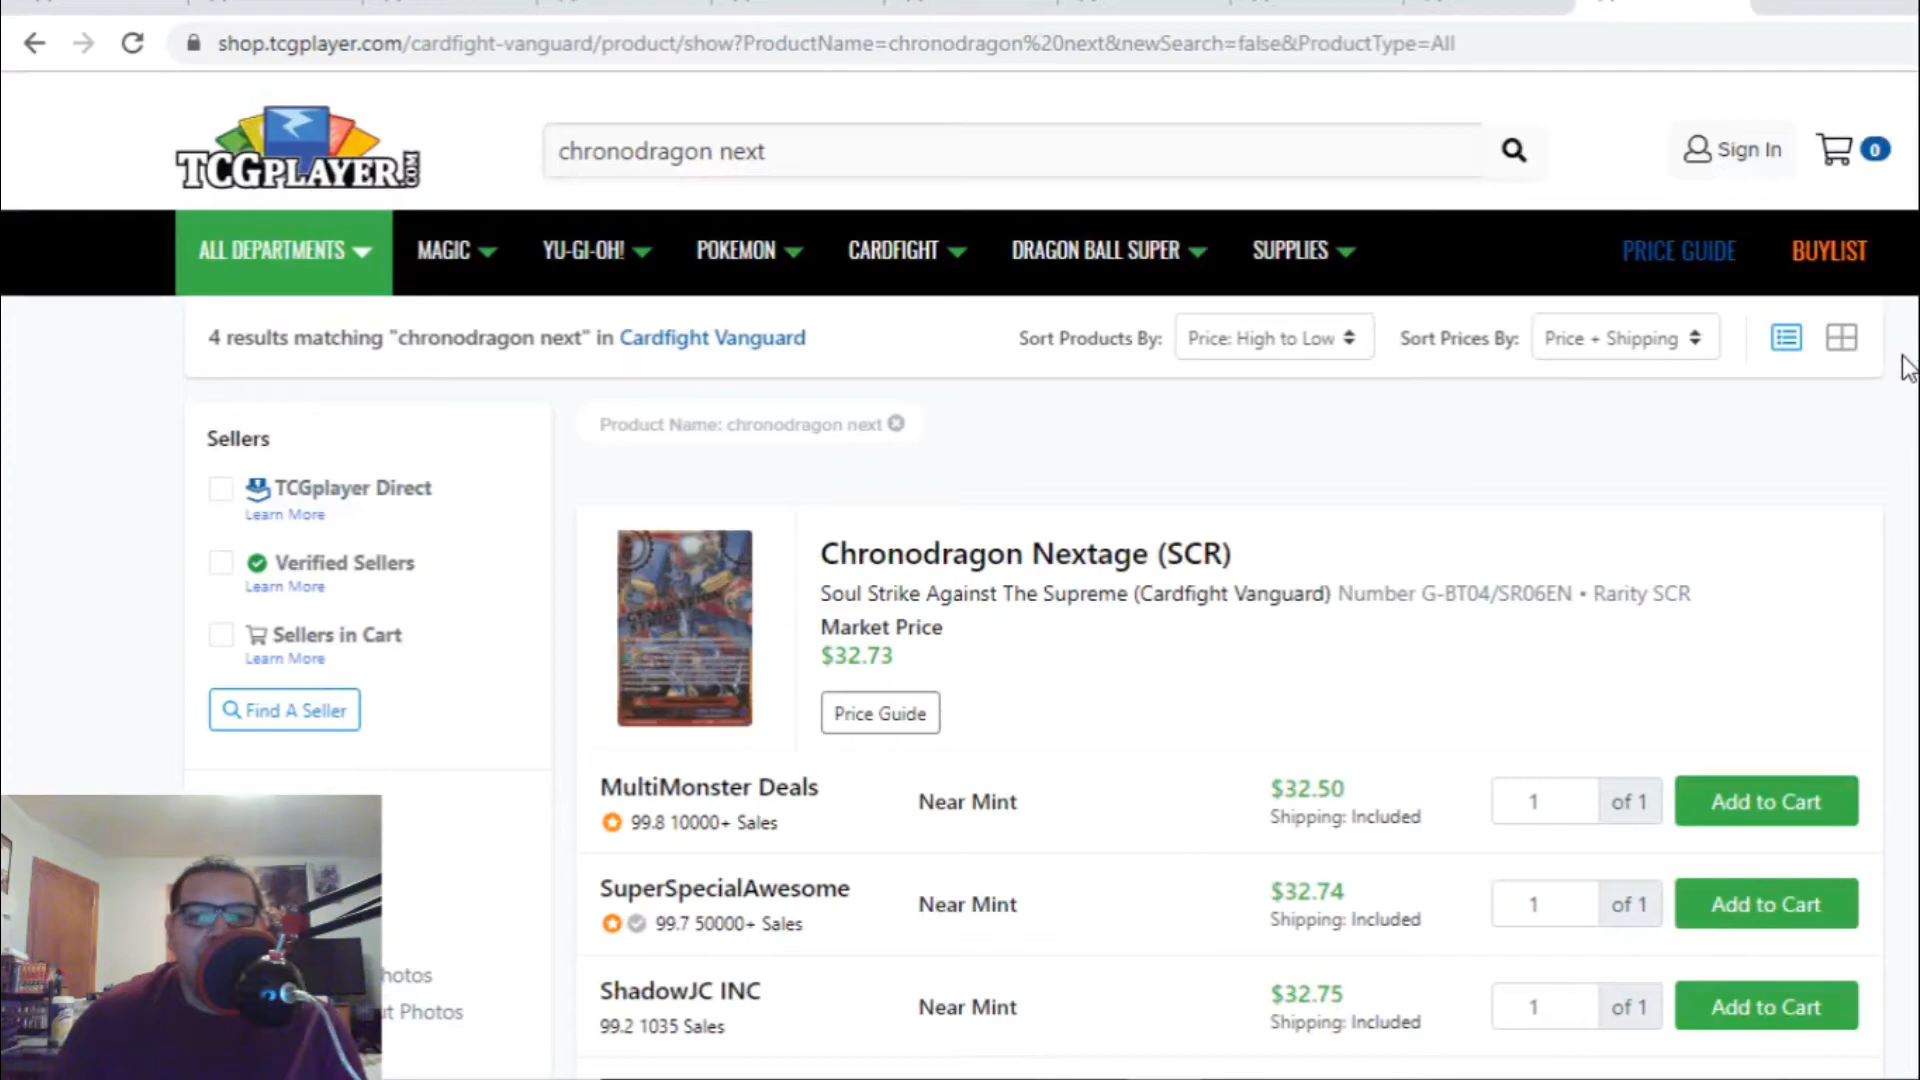 shop.tcgplayer.com/cardfight-vanguard/product/show?ProductName=chronodragon%20next&newSearch=false&ProductType=All
TCGPLAYER.COM
chronodragon next
Sign In
0
ALL DEPARTMENTS
MAGIC
YU-GI-OH!
POKEMON
CARDFIGHT
DRAGON BALL SUPER
SUPPLIES
PRICE GUIDE
BUYLIST
4 results matching "chronodragon next" in Cardfight Vanguard
Sort Products By:
Price: High to Low
Sort Prices By:
Price + Shipping
Sellers
TCGplayer Direct
Learn More
Verified Sellers
Learn More
Sellers in Cart
Learn More
Find A Seller
hotos
ut Photos
Product Name: chronodragon next
Chronodragon Nextage (SCR)
Soul Strike Against The Supreme (Cardfight Vanguard) Number G-BT04/SR06EN • Rarity SCR
Market Price
$32.73
Price Guide
MultiMonster Deals
99.8 10000+ Sales
Near Mint
$32.50
Shipping: Included
1
of 1
Add to Cart
SuperSpecialAwesome
99.7 50000+ Sales
Near Mint
$32.74
Shipping: Included
1
of 1
Add to Cart
ShadowJC INC
99.2 1035 Sales
Near Mint
$32.75
Shipping: Included
1
of 1
Add to Cart